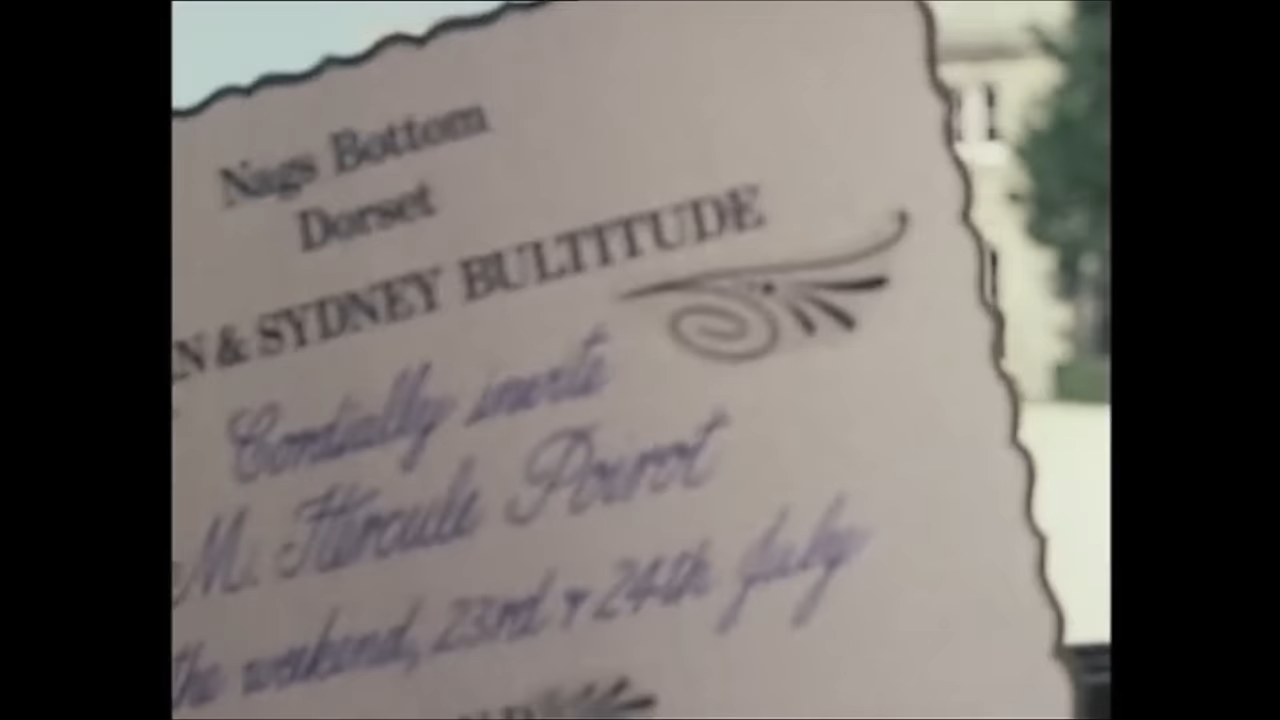 Nags Bottom
Dorset
N & SYDNEY BULTITUDE
Cordially invite
M. Hercule Poirot
the weekend, 23rd & 24th July